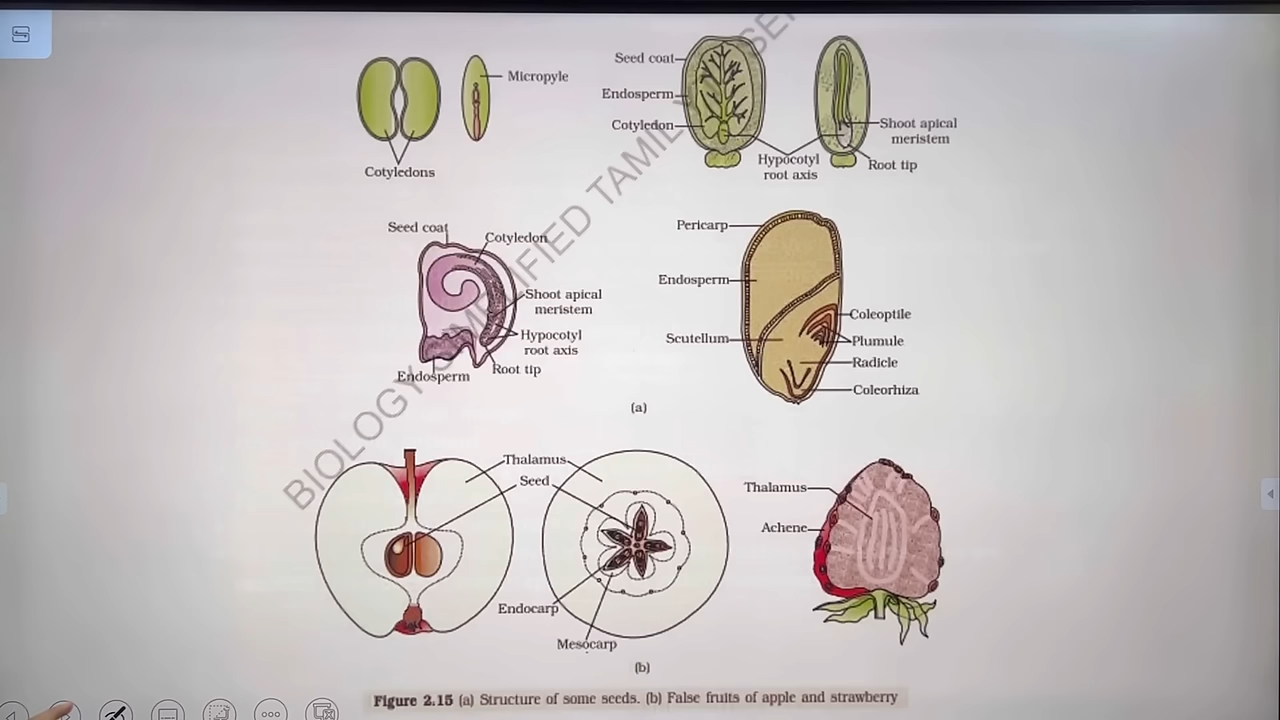 Micropyle
Cotyledons
Seed coat
Endosperm
Cotyledon
Hypocotyl
root axis
Shoot apical
meristem
Root tip
Seed coat
Cotyledon
Shoot apical
meristem
Hypocotyl
root axis
Root tip
Endosperm
Pericarp
Endosperm
Scutellum
Coleoptile
Plumule
Radicle
Coleorhiza
(a)
Thalamus
Seed
Endocarp
Mesocarp
Thalamus
Achene
(b)
Figure 2.15 (a) Structure of some seeds. (b) False fruits of apple and strawberry
BIOLOGY TAMIL